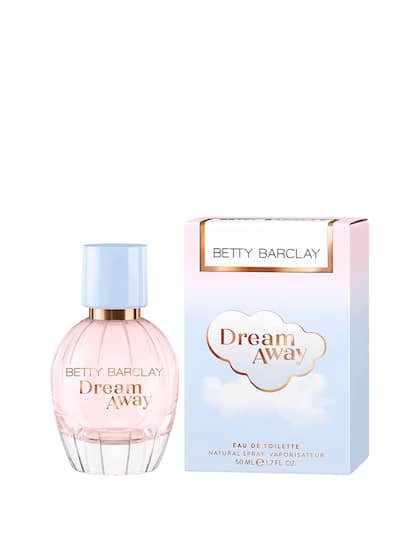 BETTY BARCLAY
Dream
Away
BETTY BARCLAY
Dream
Away
EAU DE TOILETTE
NATURAL SPRAY VAPORISATEUR
50 ML ℮ 1.7 FL. OZ.